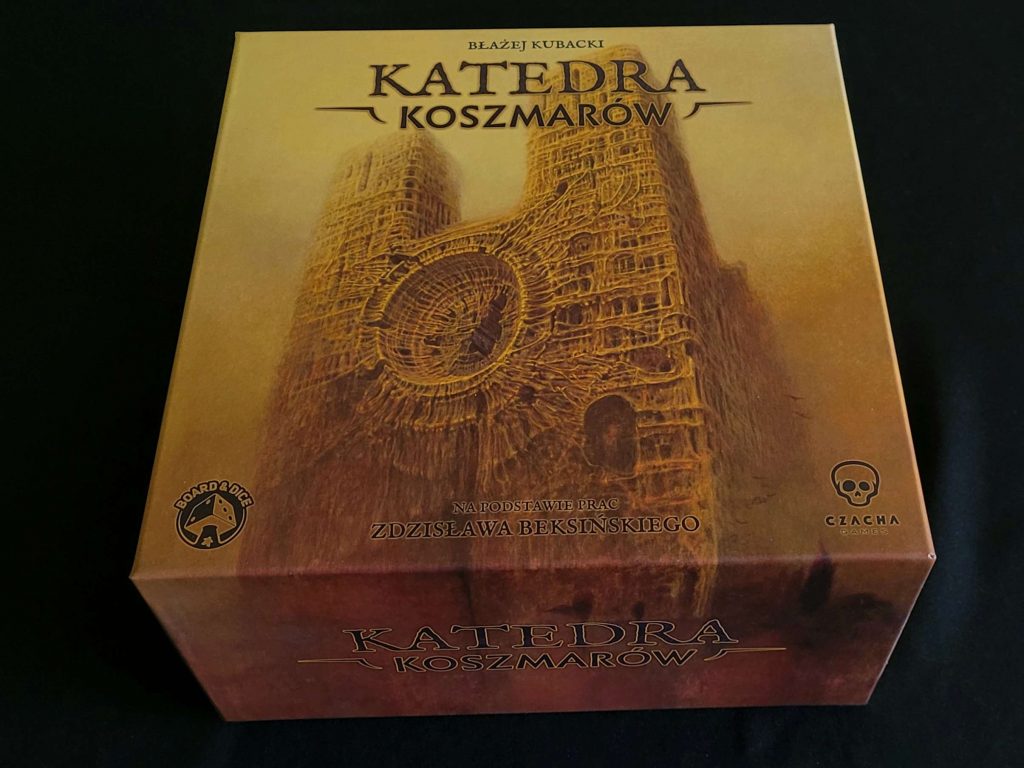 BŁAŻEJ KUBACKI
KATEDRA
KOSZMARÓW
BOARD & DICE
NA PODSTAWIE PRAC
ZDZISŁAWA BEKSIŃSKIEGO
CZACHA
GAMES
KATEDRA
KOSZMARÓW